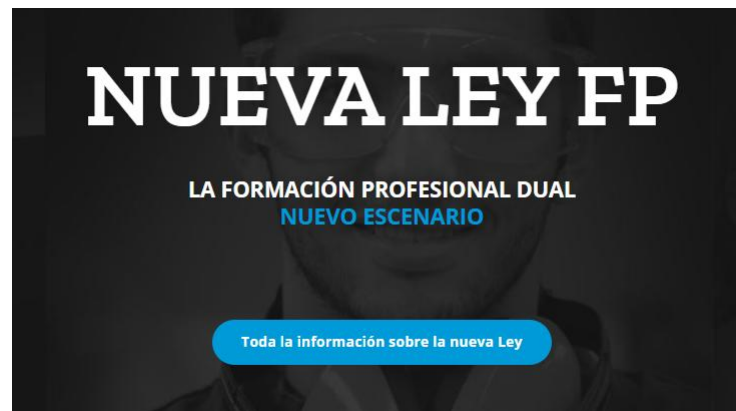 NUEVA LEY FP
LA FORMACIÓN PROFESIONAL DUAL
NUEVO ESCENARIO
Toda la información sobre la nueva Ley